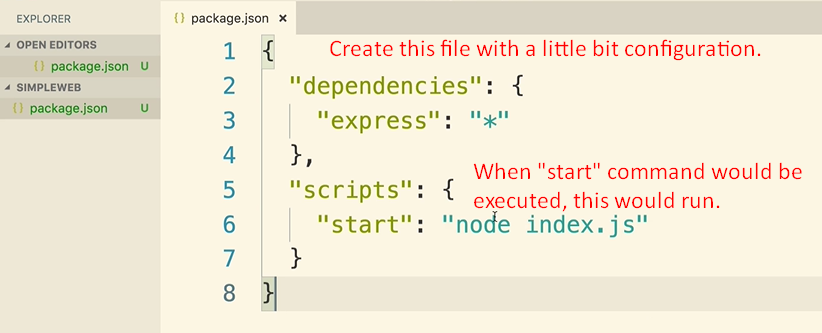 EXPLORER
OPEN EDITORS
{} package.json U
SIMPLEWEB
{} package.json U
{} package.json ×
1 {
Create this file with a little bit configuration.
2 "dependencies": {
3 "express": "*"
4 },
When "start" command would be
executed, this would run.
5 "scripts": {
6 "start": "node index.js"
7 }
8 }